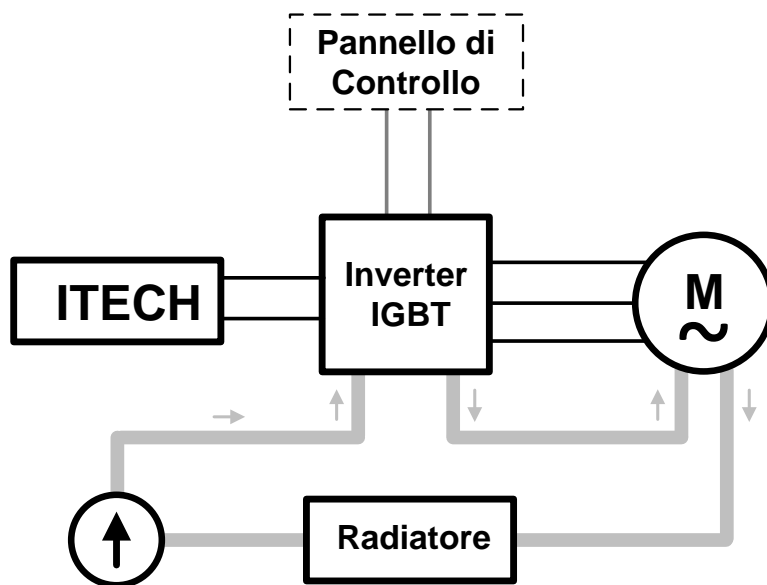 Pannello di
Controllo
ITECH
Inverter
IGBT
M
~
Radiatore